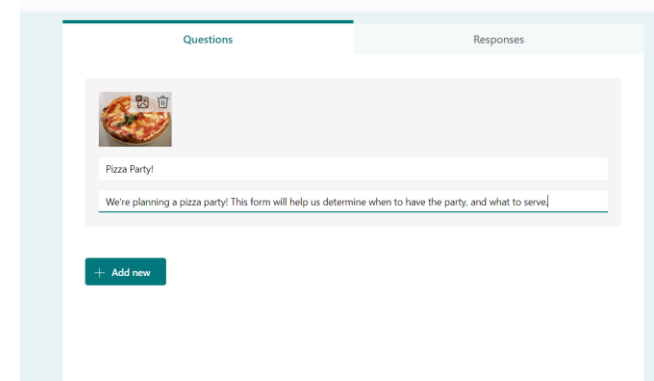 Questions
Responses
Pizza Party!
We're planning a pizza party! This form will help us determine when to have the party, and what to serve.
+ Add new